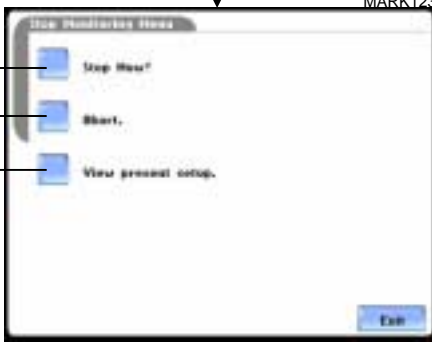 MARK123
Stop Monitoring Menu
Stop Now?
Abort.
View present setup.
Exit